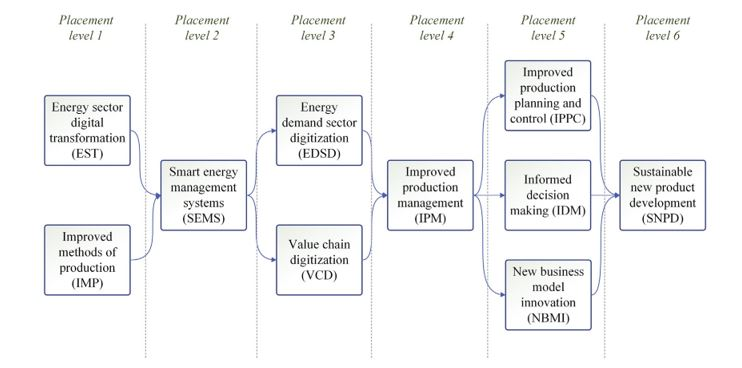 Placement
level 1
Placement
level 2
Placement
level 3
Placement
level 4
Placement
level 5
Placement
level 6
Energy sector
digital
transformation
(EST)
Improved
methods of
production
(IMP)
Smart energy
management
systems
(SEMS)
Energy
demand sector
digitization
(EDSD)
Value chain
digitization
(VCD)
Improved
production
management
(IPM)
Improved
production
planning and
control (IPPC)
Informed
decision
making (IDM)
New business
model
innovation
(NBMI)
Sustainable
new product
development
(SNPD)